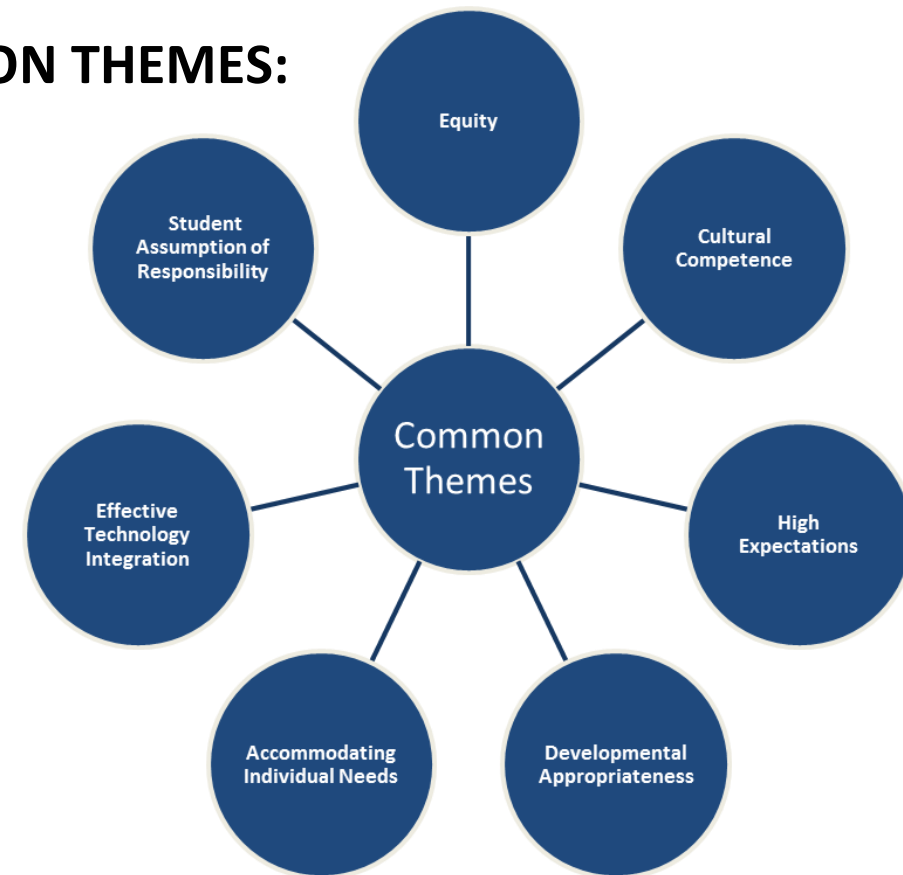 ON THEMES:
Equity
Cultural
Competence
High
Expectations
Developmental
Appropriateness
Accommodating
Individual Needs
Effective
Technology
Integration
Student
Assumption of
Responsibility
Common
Themes